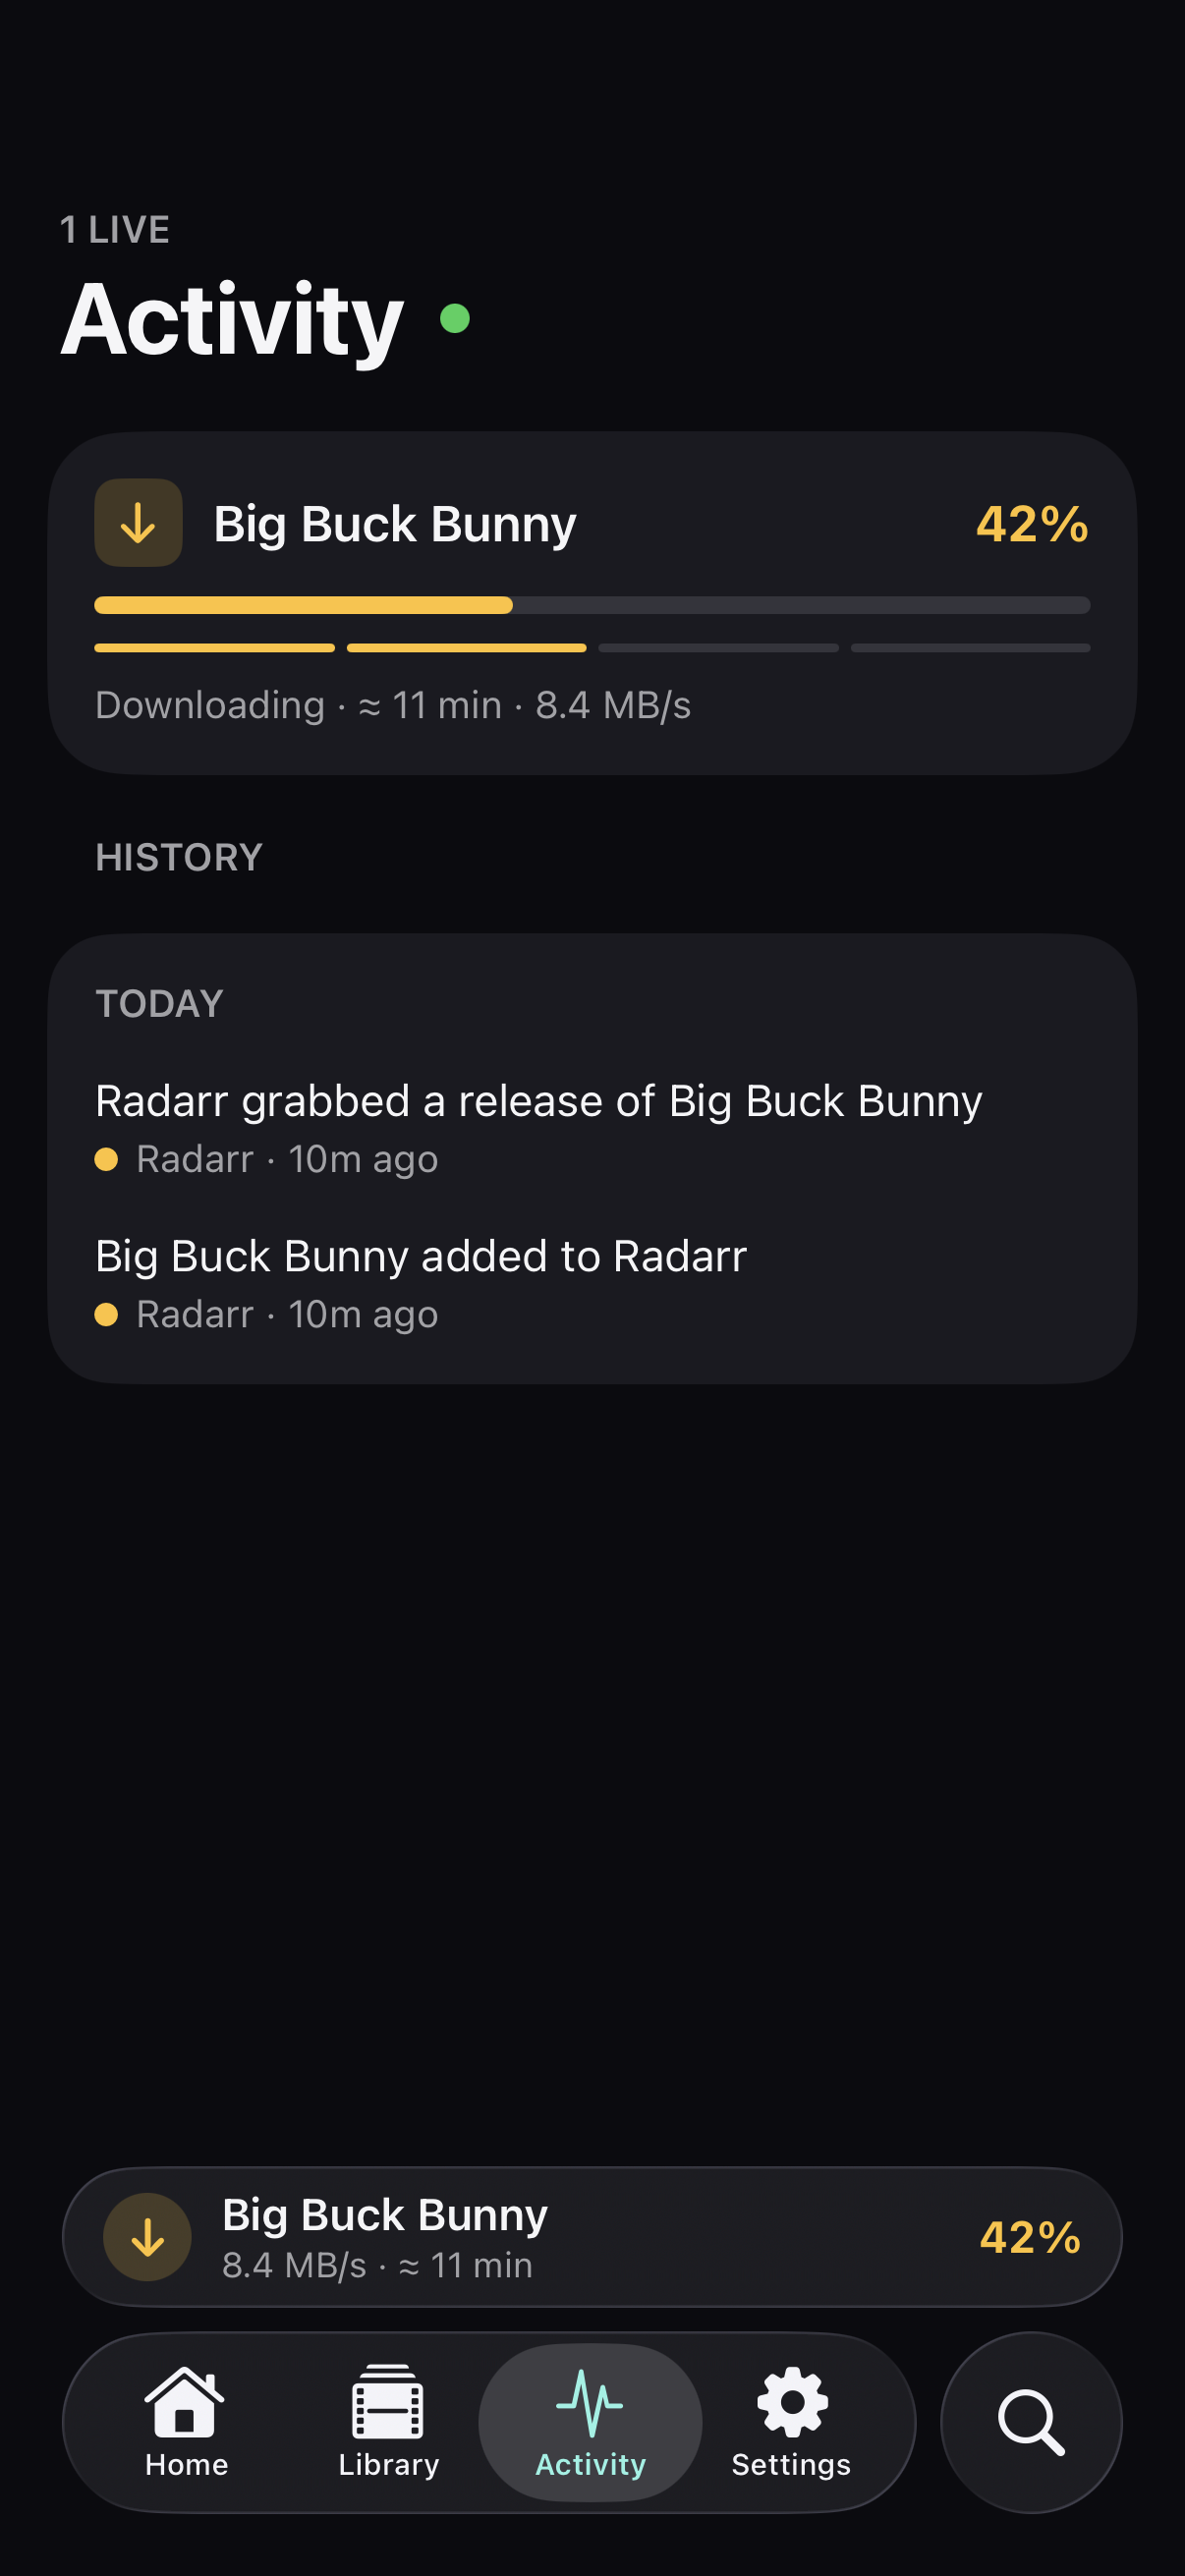 1 LIVE
Activity
Big Buck Bunny 42%
Downloading · ≈ 11 min · 8.4 MB/s
HISTORY
TODAY
Radarr grabbed a release of Big Buck Bunny
Radarr · 10m ago
Big Buck Bunny added to Radarr
Radarr · 10m ago
Big Buck Bunny
8.4 MB/s · ≈ 11 min
42%
Home Library Activity Settings